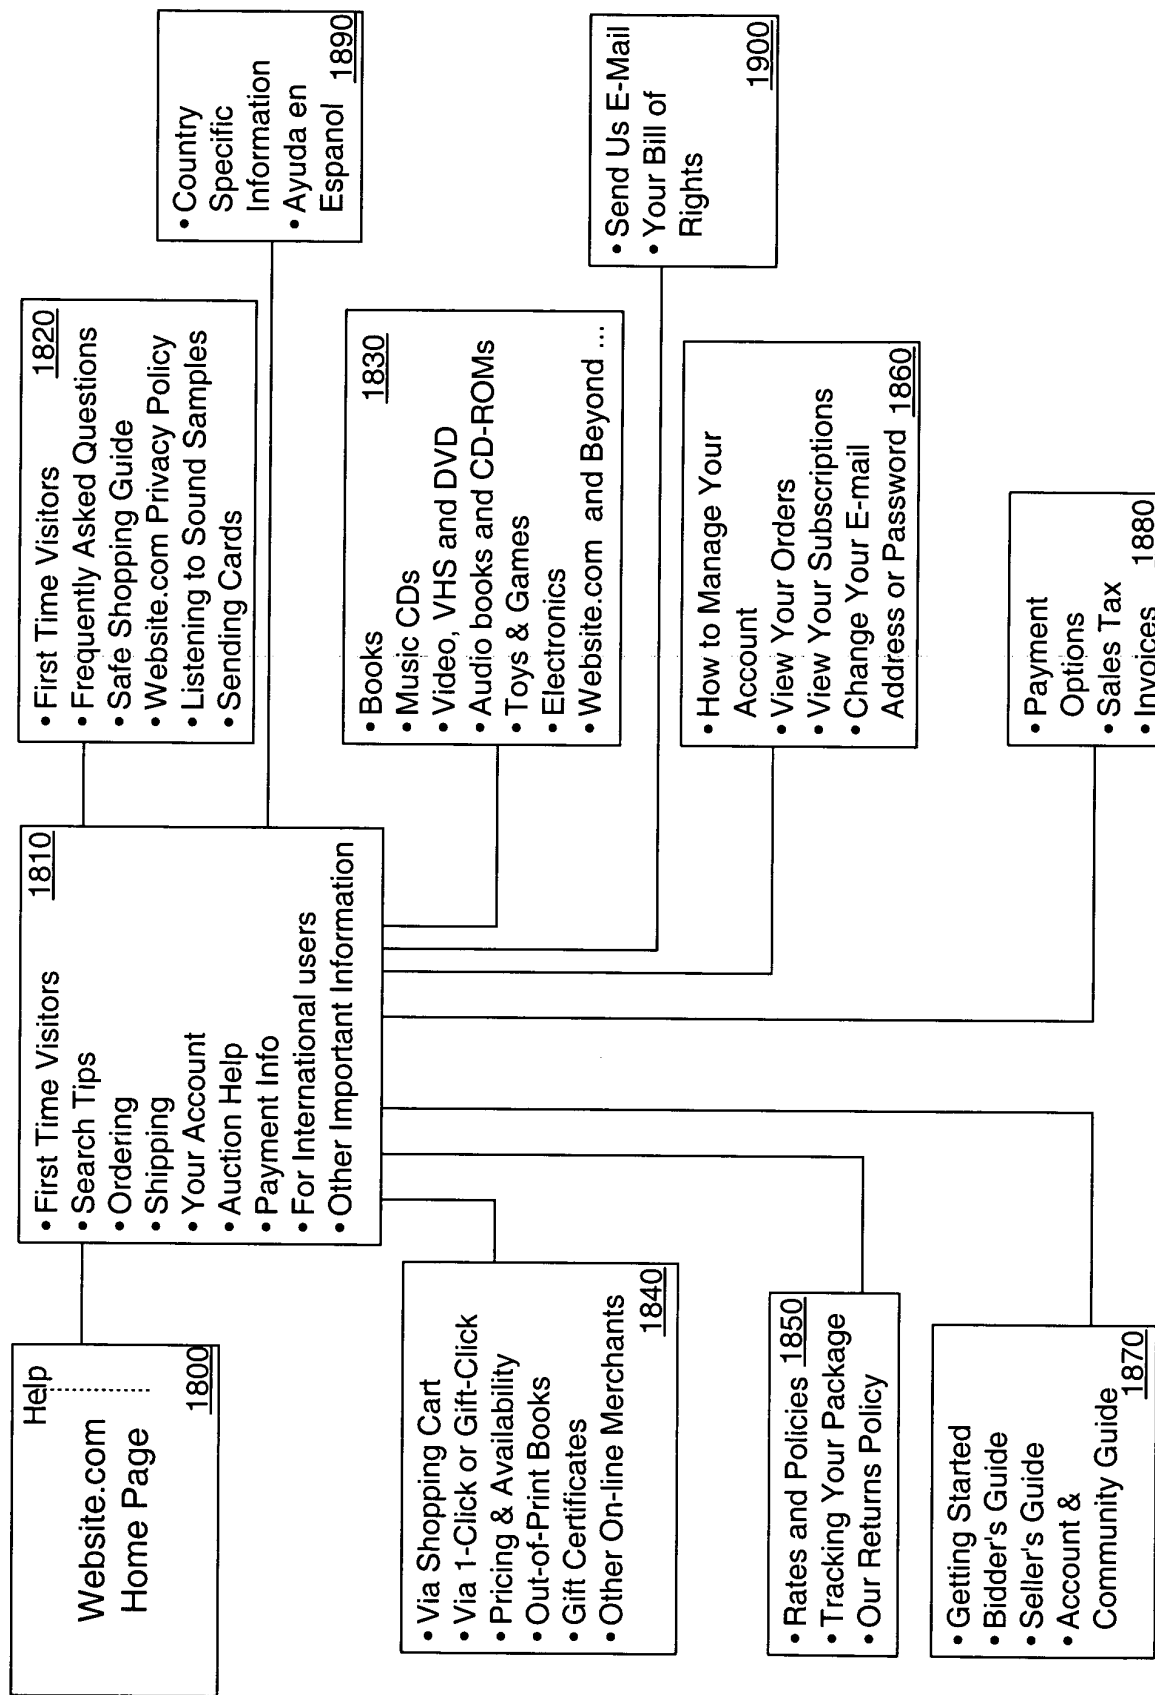 Help
Website.com
Home Page
1800
• First Time Visitors 1810
• Search Tips
• Ordering
• Shipping
• Your Account
• Auction Help
• Payment Info
• For International users
• Other Important Information
• First Time Visitors 1820
• Frequently Asked Questions
• Safe Shopping Guide
• Website.com Privacy Policy
• Listening to Sound Samples
• Sending Cards
• Country
Specific
Information
• Ayuda en
Espanol 1890
• Via Shopping Cart
• Via 1-Click or Gift-Click
• Pricing & Availability
• Out-of-Print Books
• Gift Certificates
• Other On-line Merchants
1840
• Books 1830
• Music CDs
• Video, VHS and DVD
• Audio books and CD-ROMs
• Toys & Games
• Electronics
• Website.com and Beyond ...
• Send Us E-Mail
• Your Bill of
Rights
1900
• Rates and Policies 1850
• Tracking Your Package
• Our Returns Policy
• How to Manage Your
Account
• View Your Orders
• View Your Subscriptions
• Change Your E-mail
Address or Password 1860
• Getting Started
• Bidder's Guide
• Seller's Guide
• Account &
Community Guide 1870
• Payment
Options
• Sales Tax
• Invoices 1880